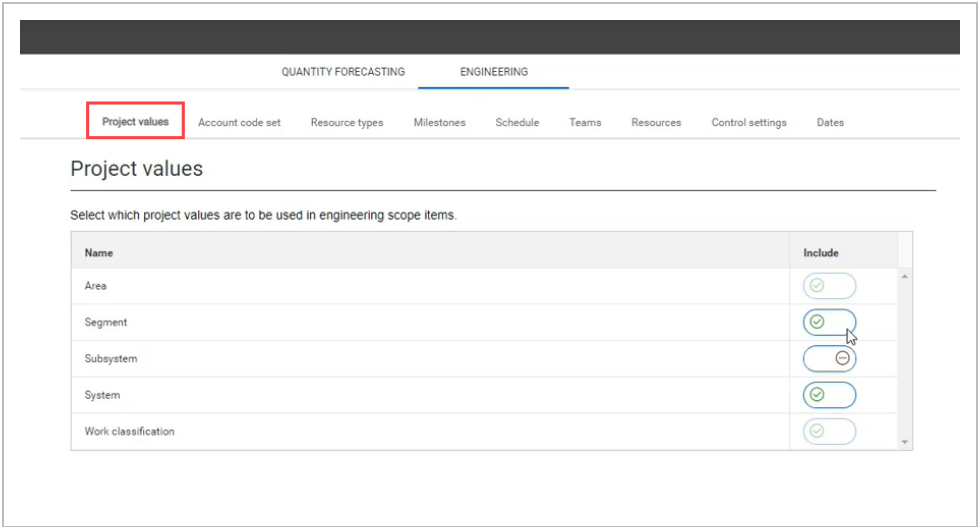 QUANTITY FORECASTING ENGINEERING
Project values Account code set Resource types Milestones Schedule Teams Resources Control settings Dates
Project values
Select which project values are to be used in engineering scope items.
Name Include
Area
Segment
Subsystem
System
Work classification